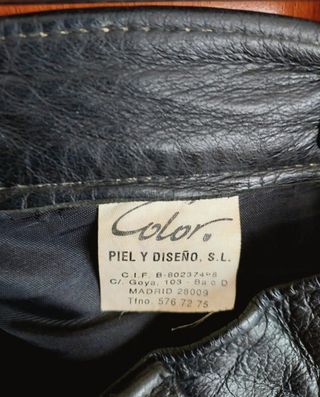 Color.
PIEL Y DISEÑO, S.L.
C.I.F. B-80237498
C/. Goya, 103 - Bajo D
MADRID 28009
Tfno. 576 72 75